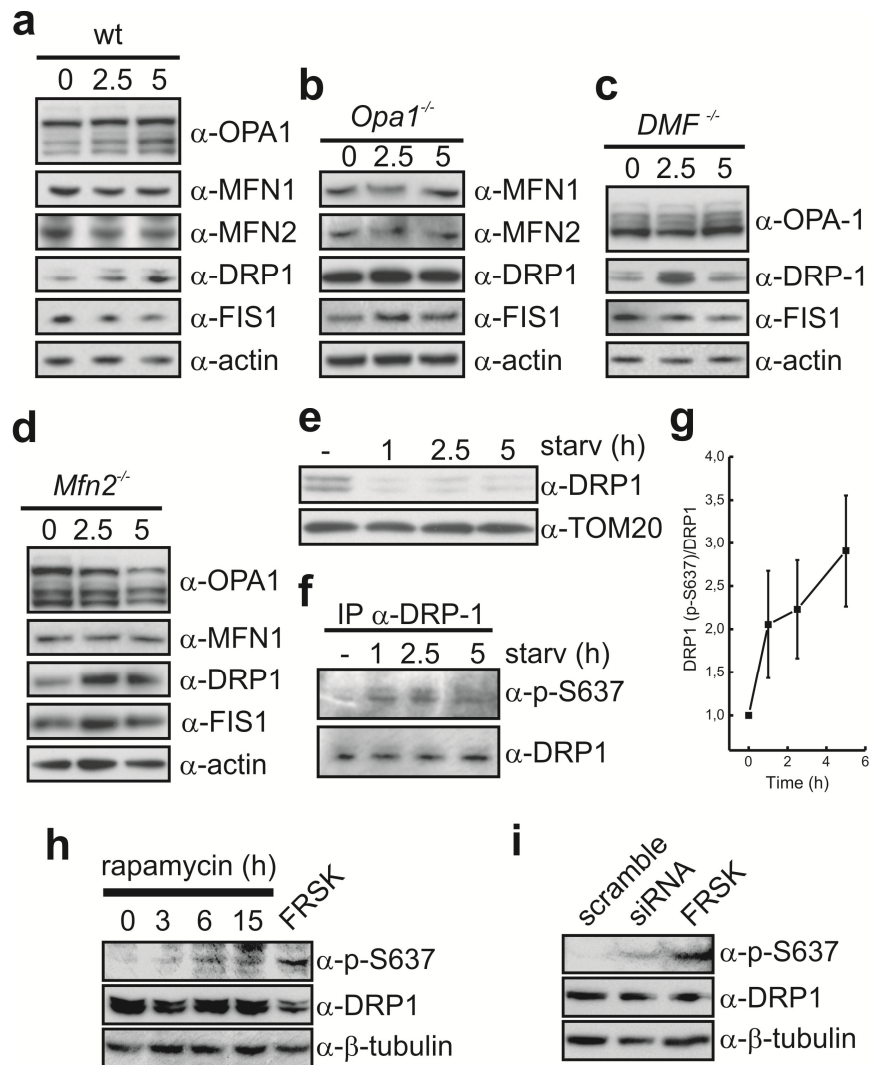 a
wt
0 2.5 5
α-OPA1
α-MFN1
α-MFN2
α-DRP1
α-FIS1
α-actin
b
Opa1-/-
0 2.5 5
α-MFN1
α-MFN2
α-DRP1
α-FIS1
α-actin
c
DMF -/-
0 2.5 5
α-OPA-1
α-DRP-1
α-FIS1
α-actin
d
Mfn2-/-
0 2.5 5
α-OPA1
α-MFN1
α-DRP1
α-FIS1
α-actin
e
- 1 2.5 5 starv (h)
α-DRP1
α-TOM20
f
IP α-DRP-1
- 1 2.5 5 starv (h)
α-p-S637
α-DRP1
g
DRP1 (p-S637)/DRP1
4,0
3,5
3,0
2,5
2,0
1,5
1,0
0 2 4 6
Time (h)
h
rapamycin (h)
0 3 6 15 FRSK
α-p-S637
α-DRP1
α-β-tubulin
i
scramble siRNA FRSK
α-p-S637
α-DRP1
α-β-tubulin